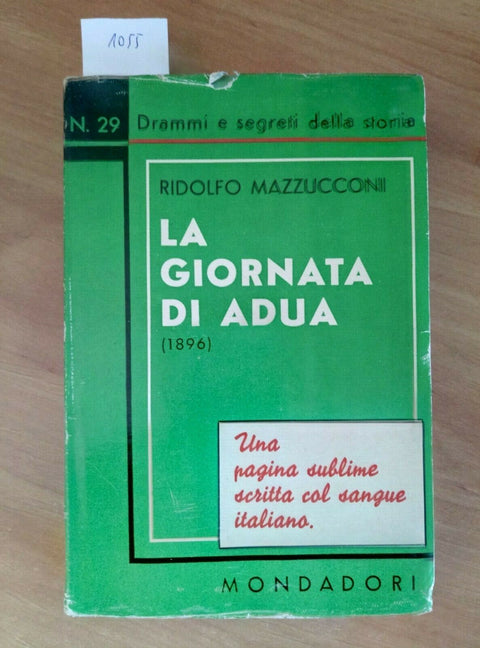 1055
N. 29 Drammi e segreti della storia
RIDOLFO MAZZUCCONI
LA
GIORNATA
DI ADUA
(1896)
Una
pagina sublime
scritta col sangue
italiano.
MONDADORI